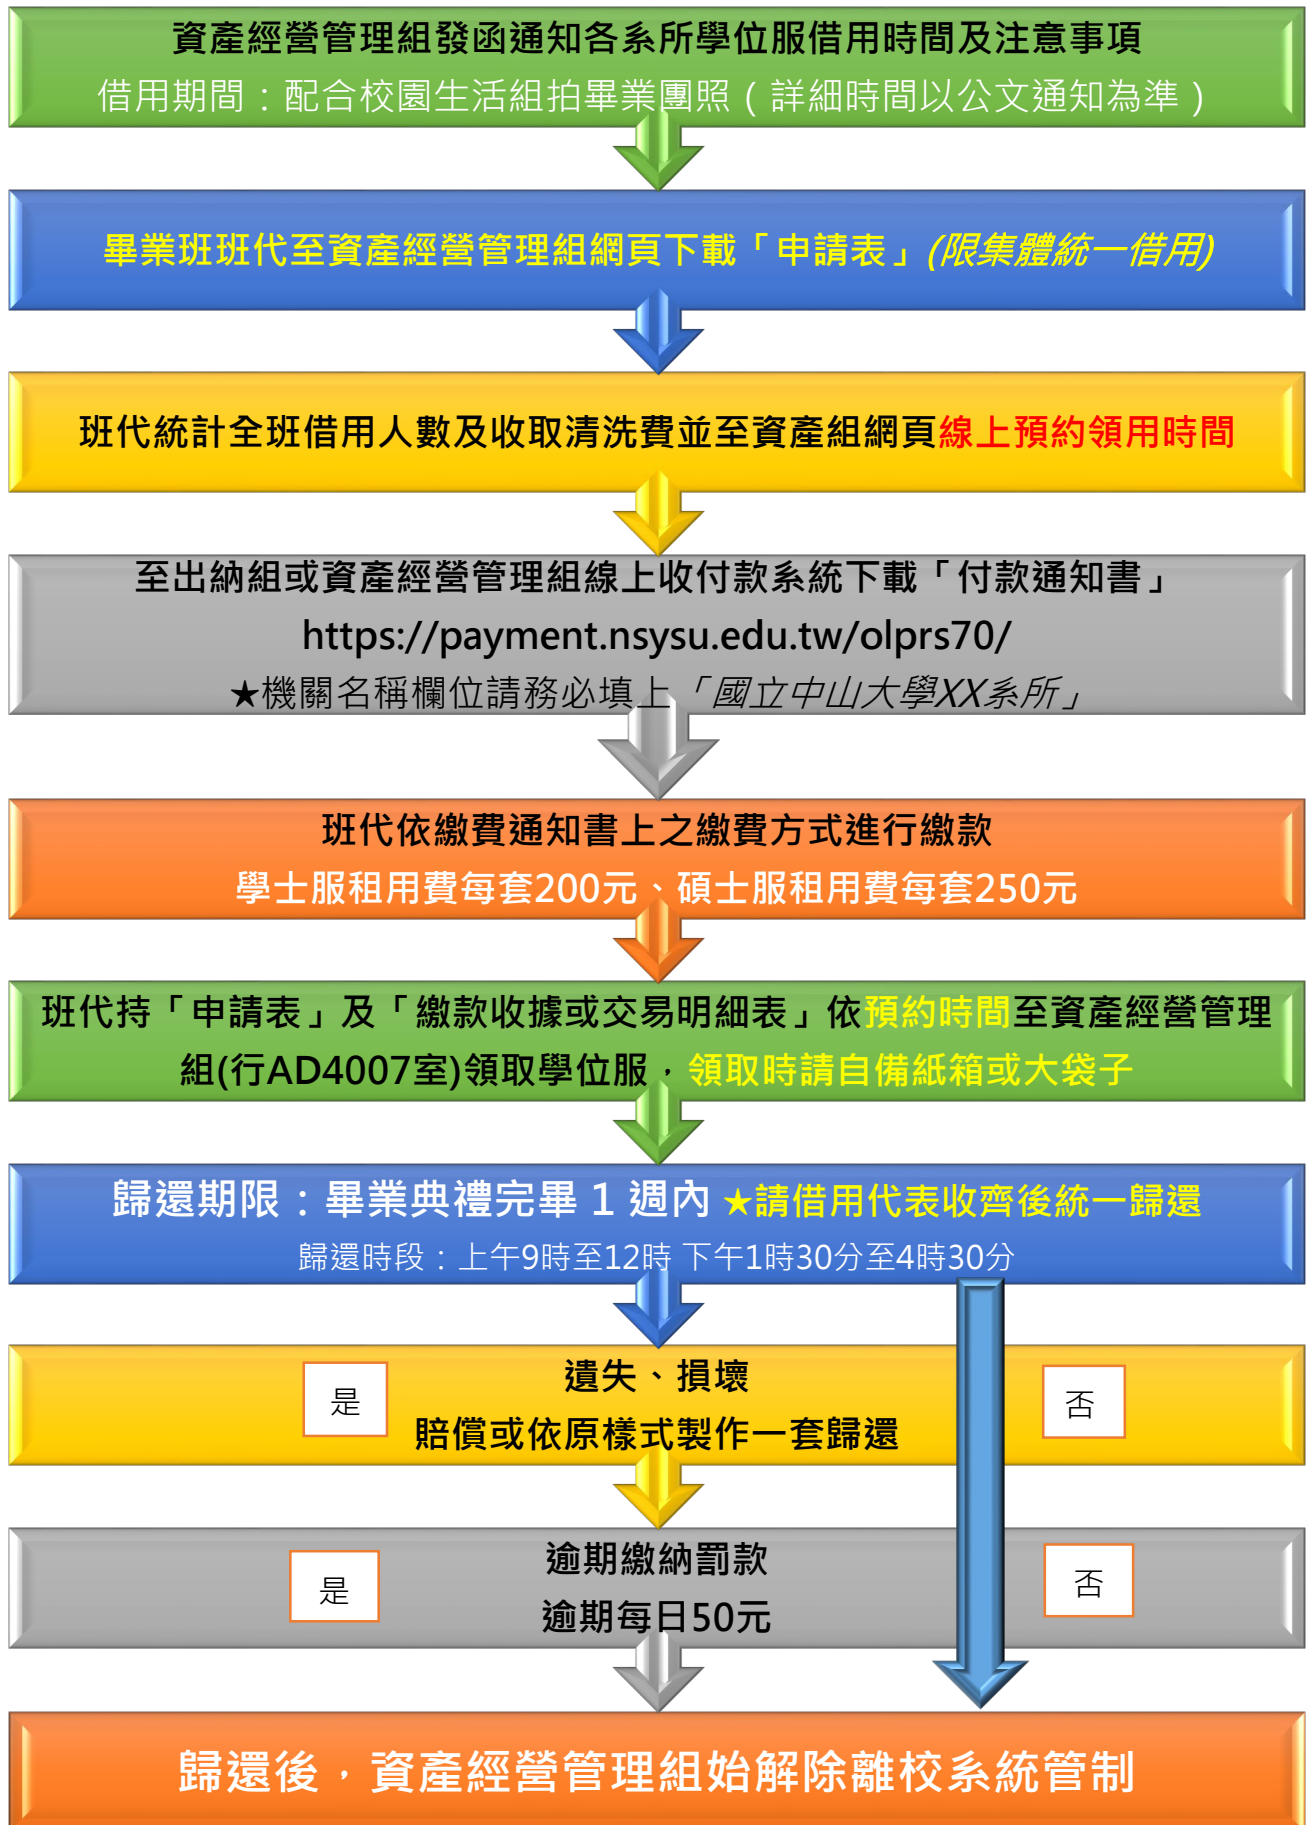 資產經營管理組發函通知各系所學位服借用時間及注意事項
借用期間：配合校園生活組拍畢業團照（詳細時間以公文通知為準）
畢業班班代至資產經營管理組網頁下載「申請表」(限集體統一借用)
班代統計全班借用人數及收取清洗費並至資產組網頁線上預約領用時間
至出納組或資產經營管理組線上收付款系統下載「付款通知書」
https://payment.nsysu.edu.tw/olprs70/
★機關名稱欄位請務必填上「國立中山大學XX系所」
班代依繳費通知書上之繳費方式進行繳款
學士服租用費每套200元、碩士服租用費每套250元
班代持「申請表」及「繳款收據或交易明細表」依預約時間至資產經營管理
組(行AD4007室)領取學位服，領取時請自備紙箱或大袋子
歸還期限：畢業典禮完畢 1 週內 ★請借用代表收齊後統一歸還
歸還時段：上午9時至12時 下午1時30分至4時30分
遺失、損壞
是
否
賠償或依原樣式製作一套歸還
逾期繳納罰款
是
否
逾期每日50元
歸還後，資產經營管理組始解除離校系統管制